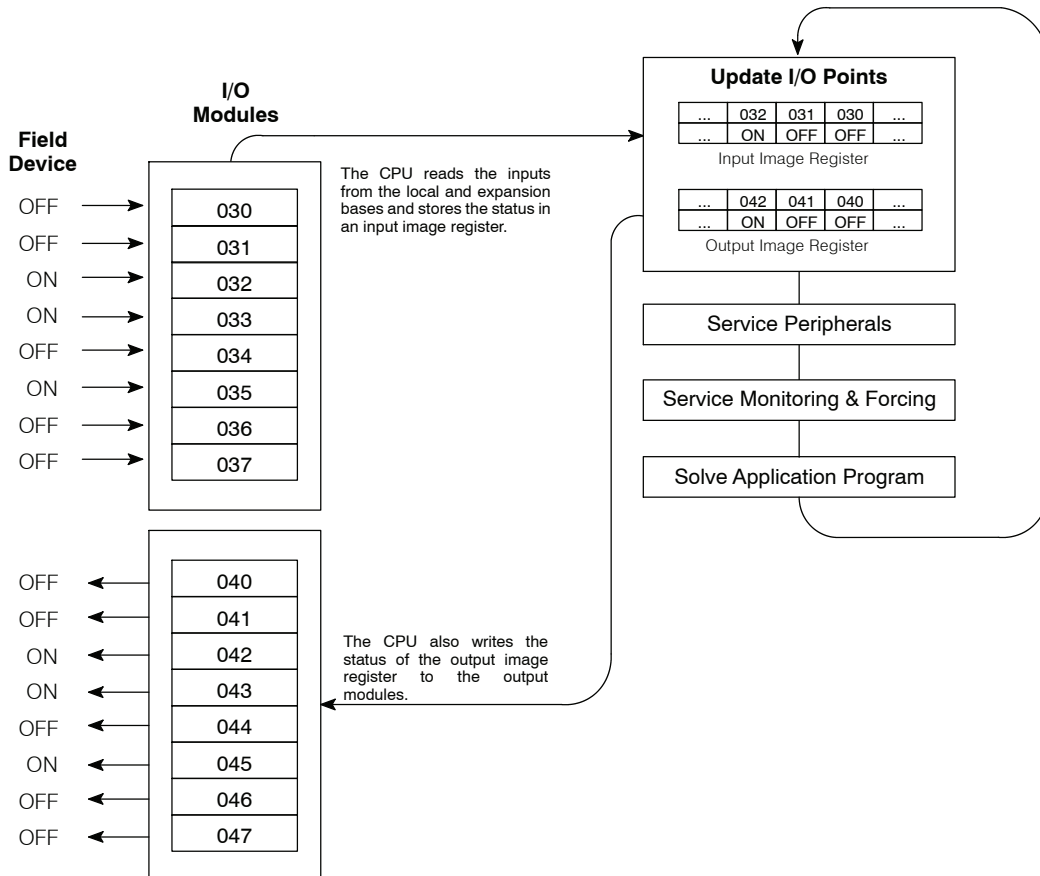 I/O
Modules
Field
Device
OFF
030
OFF
031
ON
032
ON
033
OFF
034
ON
035
OFF
036
OFF
037
The CPU reads the inputs
from the local and expansion
bases and stores the status in
an input image register.
Update I/O Points
... 032 031 030 ...
... ON OFF OFF ...
Input Image Register
... 042 041 040 ...
... ON OFF OFF ...
Output Image Register
Service Peripherals
Service Monitoring & Forcing
Solve Application Program
OFF
040
OFF
041
ON
042
ON
043
OFF
044
ON
045
OFF
046
OFF
047
The CPU also writes the
status of the output image
register to the output
modules.